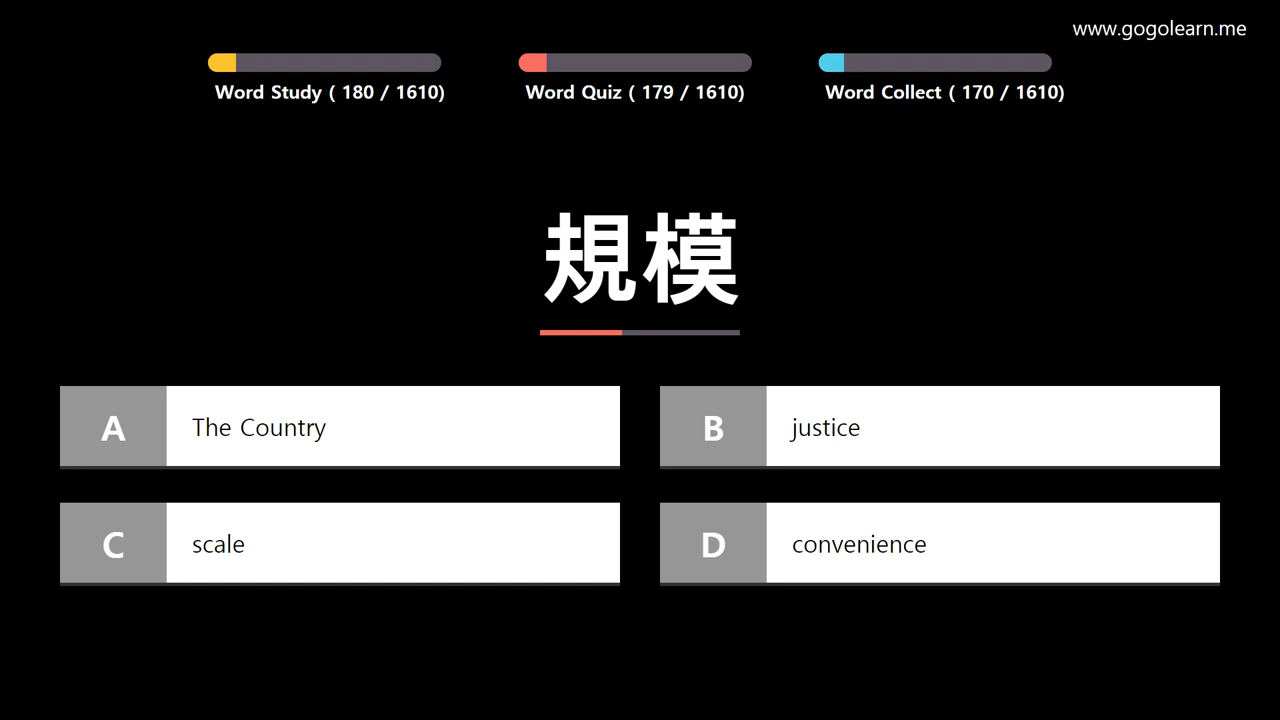 www.gogolearn.me
Word Study ( 180 / 1610)
Word Quiz ( 179 / 1610)
Word Collect ( 170 / 1610)
規模
A The Country
B justice
C scale
D convenience